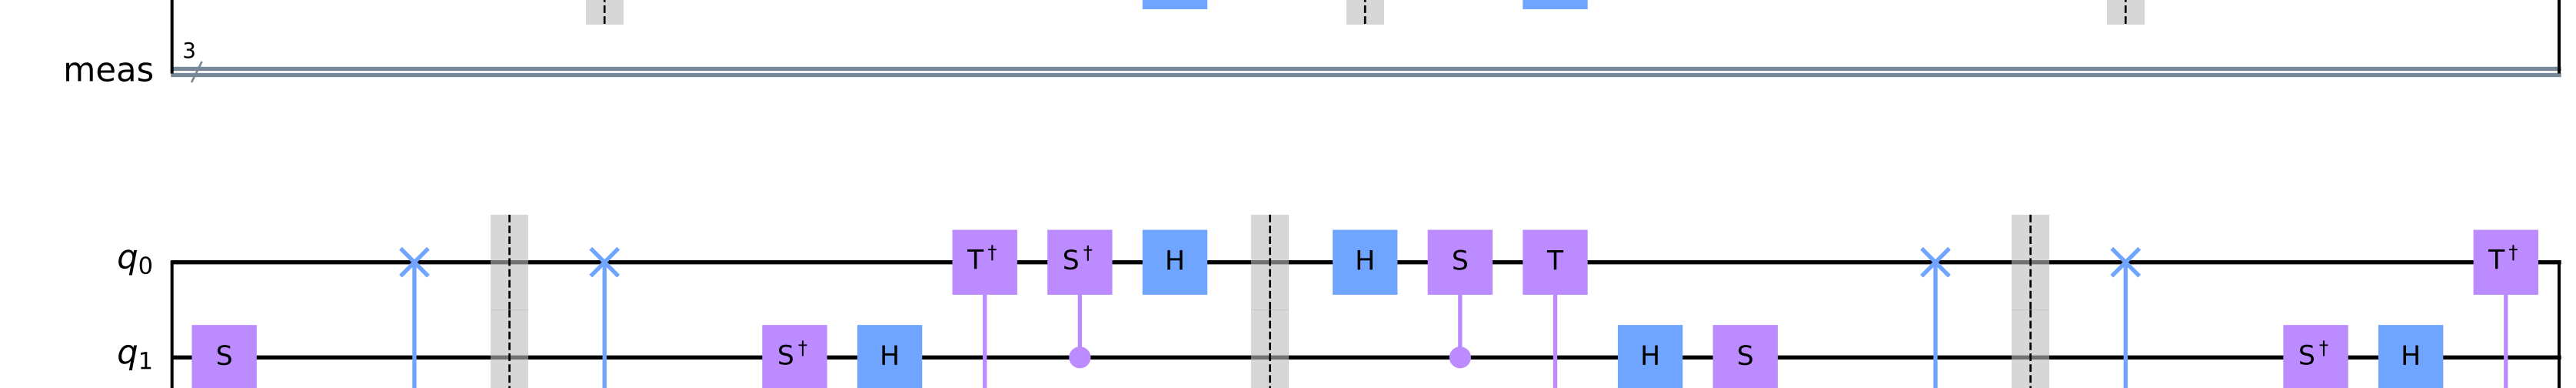 3
meas
q0 T† S† H H S T T†
q1 S S† H H S S† H